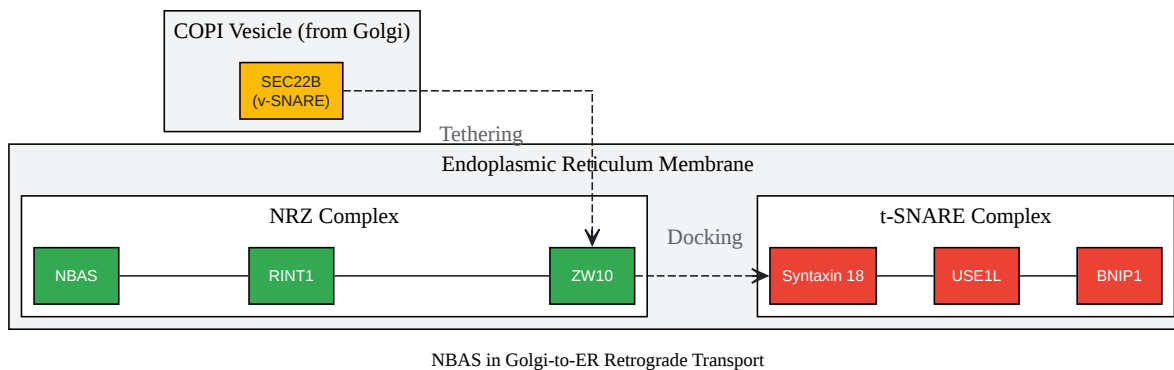 COPI Vesicle (from Golgi)
SEC22B
(v-SNARE)
Tethering
Endoplasmic Reticulum Membrane
NRZ Complex
t-SNARE Complex
Docking
NBAS
RINT1
ZW10
Syntaxin 18
USE1L
BNIP1
NBAS in Golgi-to-ER Retrograde Transport